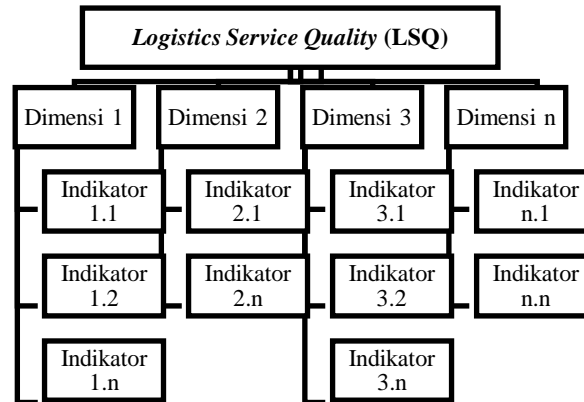 Logistics Service Quality (LSQ)
Dimensi 1
Dimensi 2
Dimensi 3
Dimensi n
Indikator
1.1
Indikator
2.1
Indikator
3.1
Indikator
n.1
Indikator
1.2
Indikator
2.n
Indikator
3.2
Indikator
n.n
Indikator
1.n
Indikator
3.n